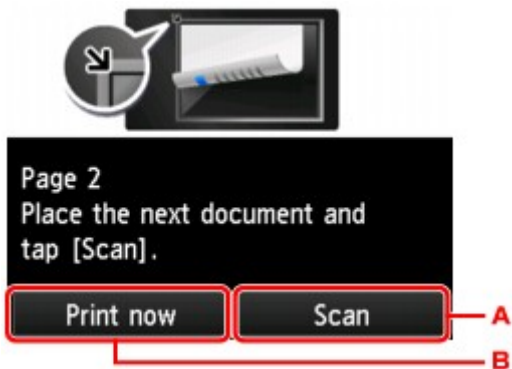 Page 2
Place the next document and
tap [Scan].
Print now Scan A
B